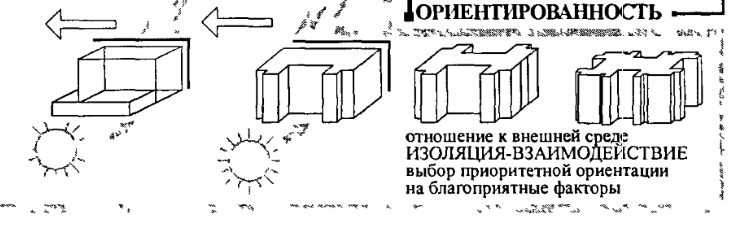 ОРИЕНТИРОВАННОСТЬ
отношение к внешней среде
ИЗОЛЯЦИЯ-ВЗАИМОДЕЙСТВИЕ
выбор приоритетной ориентации
на благоприятные факторы